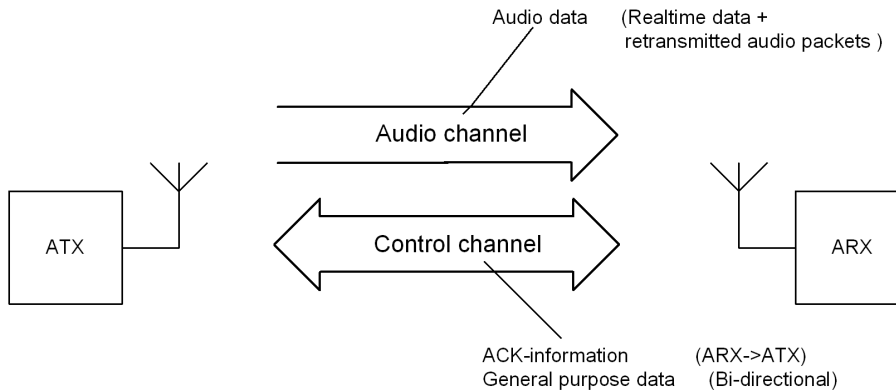 Audio data (Realtime data +
retransmitted audio packets )
Audio channel
ATX
Control channel
ARX
ACK-information (ARX->ATX)
General purpose data (Bi-directional)